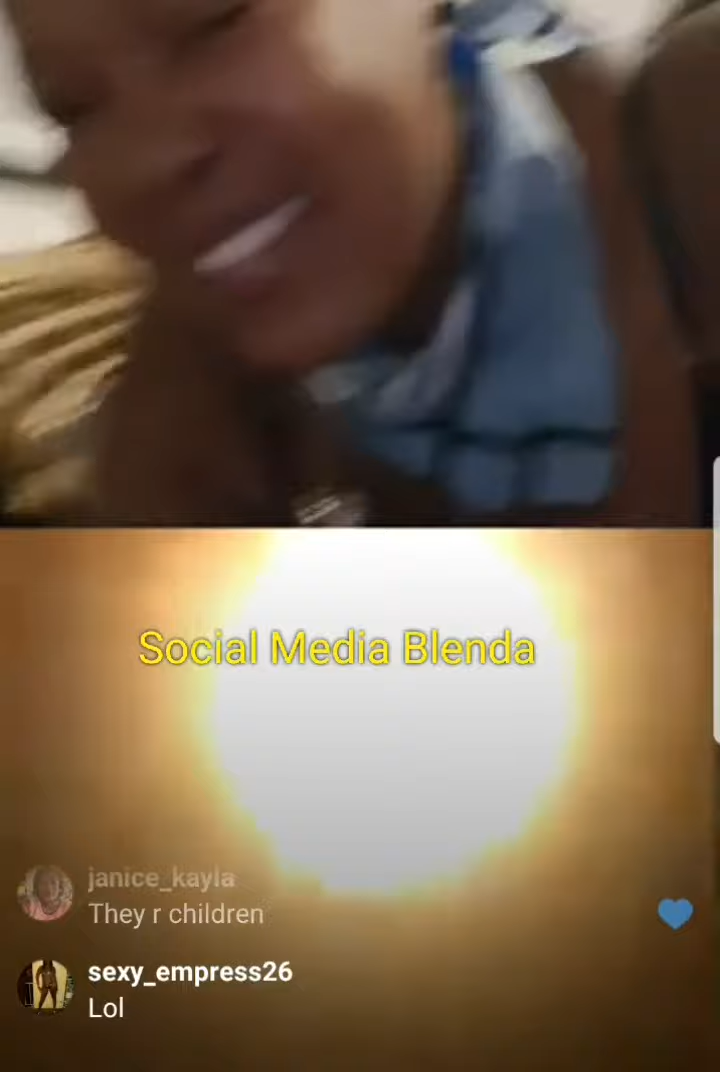 Social Media Blenda
janice_kayla
They r children
sexy_empress26
Lol